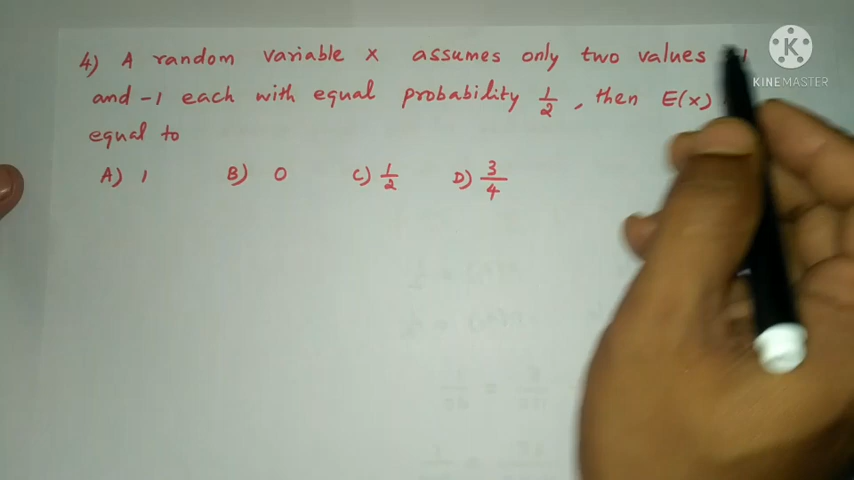 4) A random variable x assumes only two values 1
K
KINEMASTER
and -1 each with equal probability 1/2, then E(x)
equal to
A) 1 B) 0 C) 1/2 D) 3/4